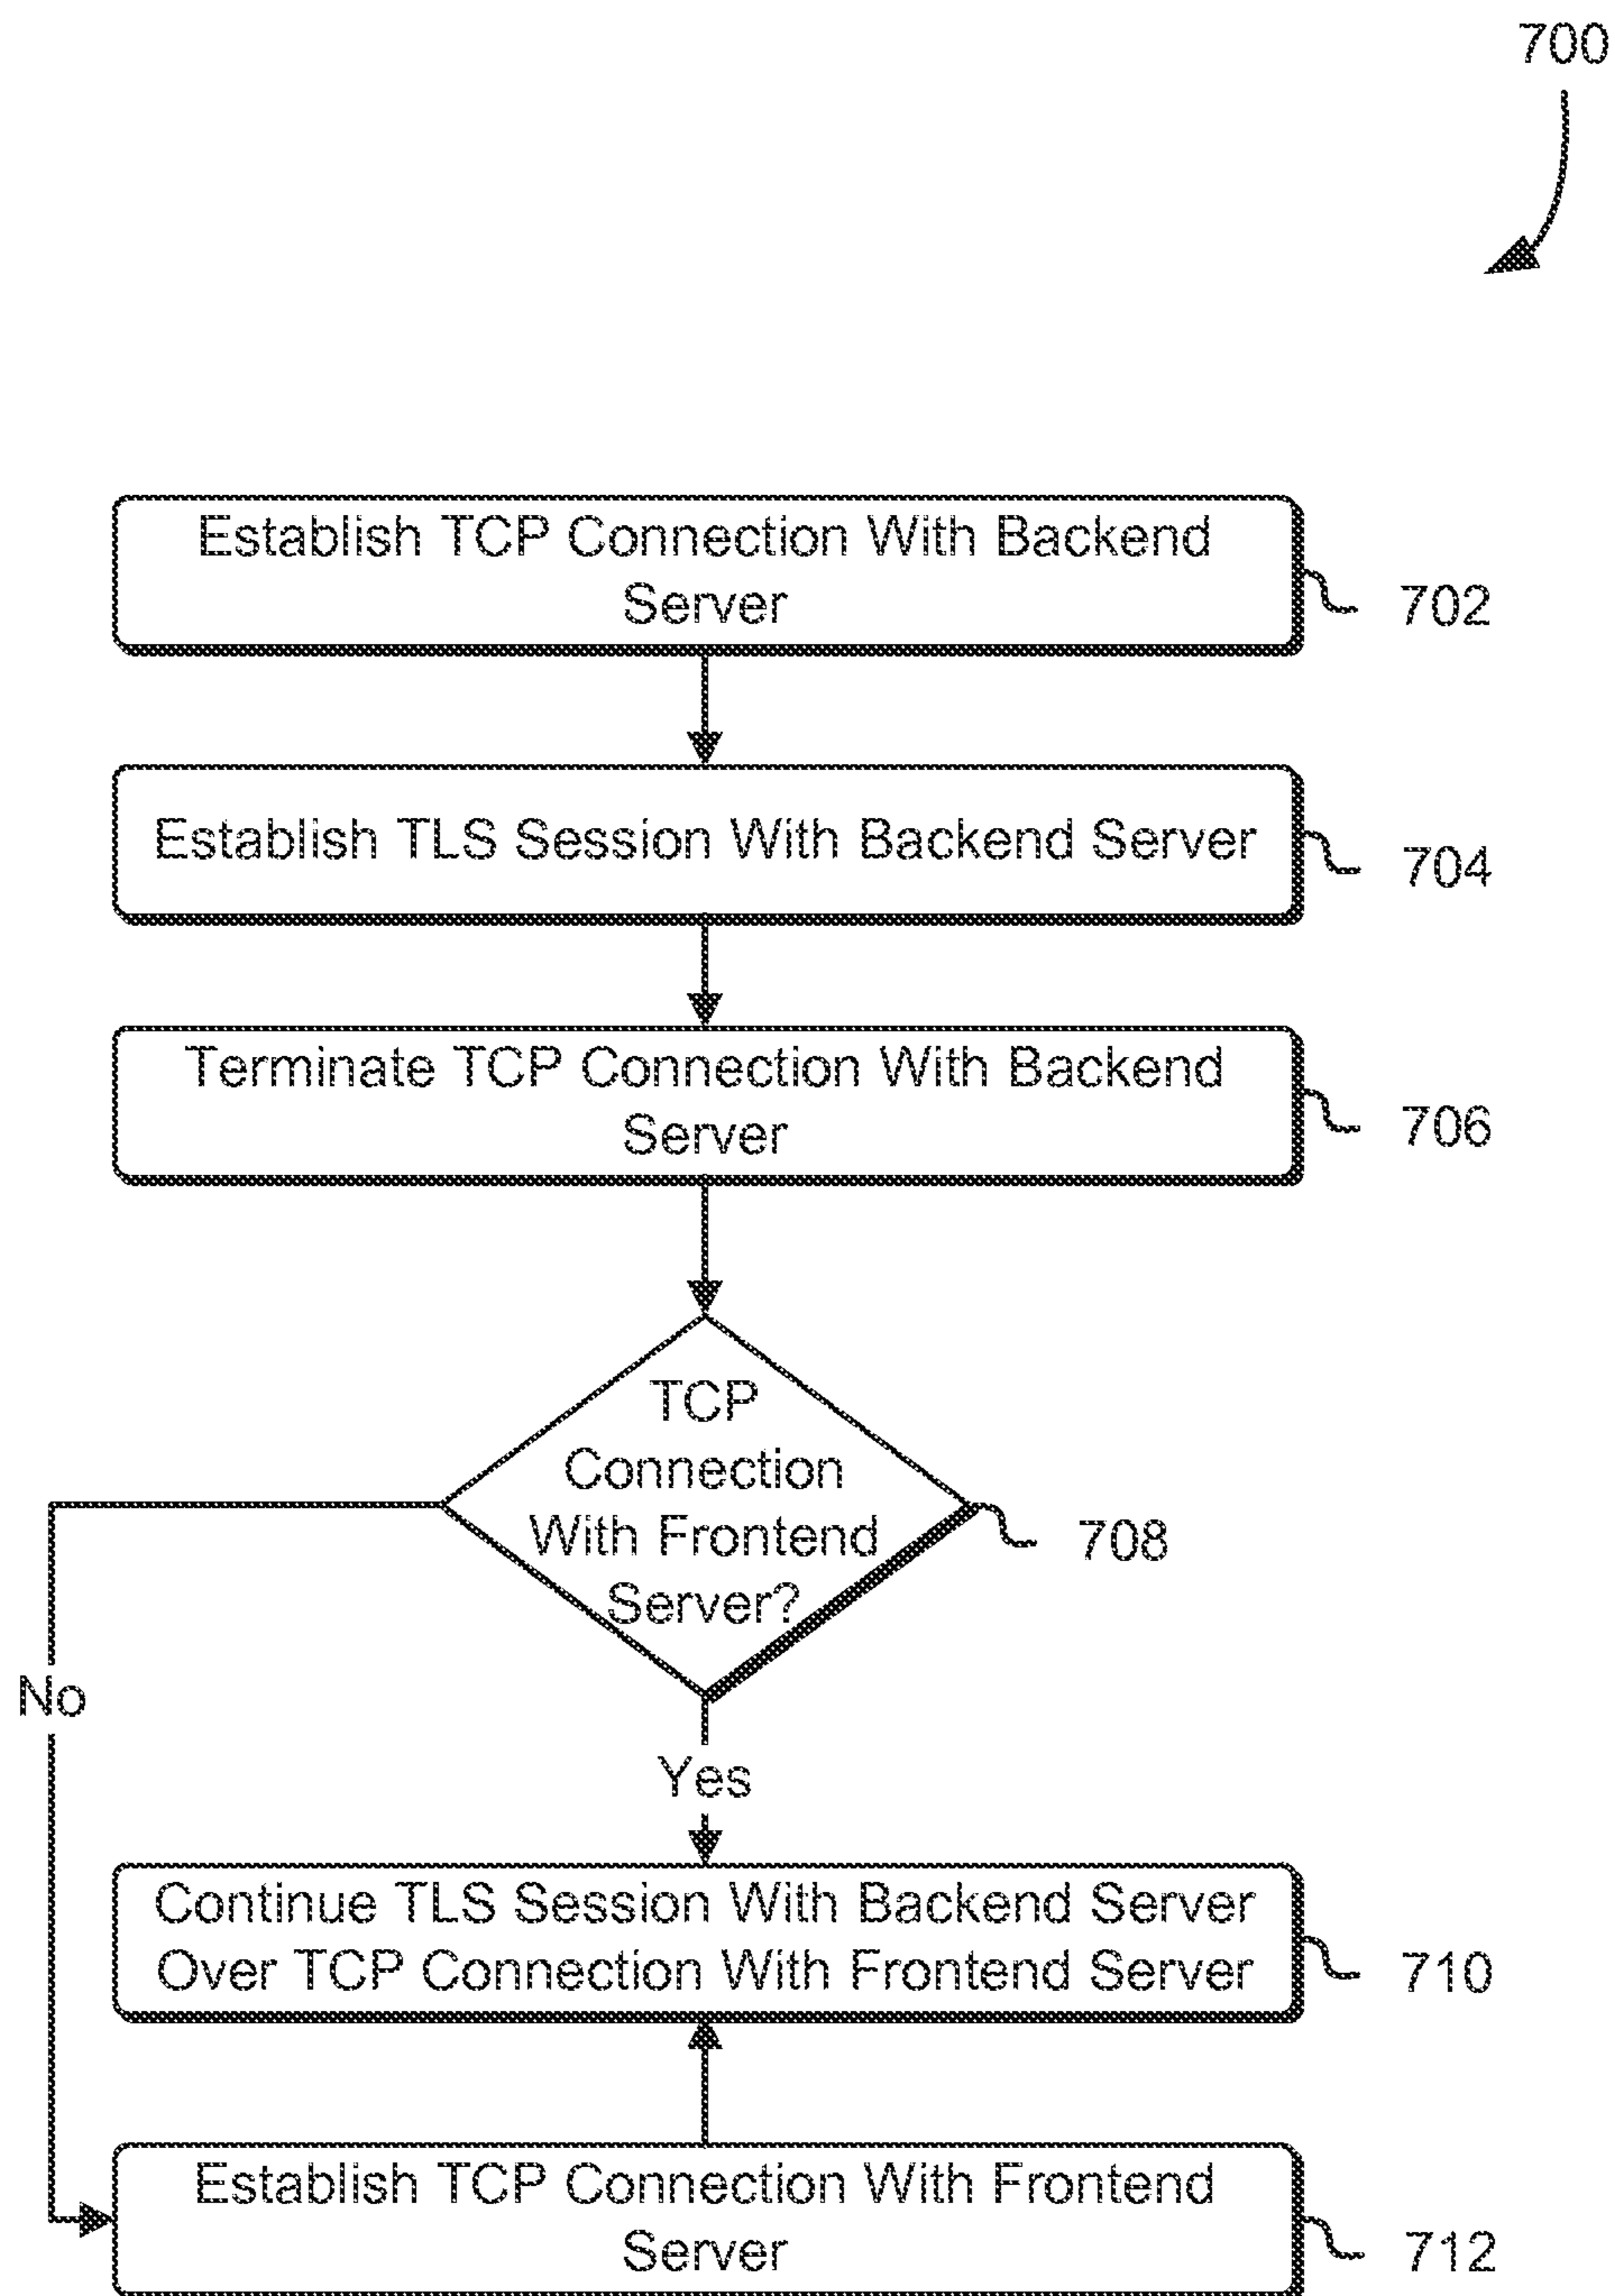 700
Establish TCP Connection With Backend
Server
702
Establish TLS Session With Backend Server
704
Terminate TCP Connection With Backend
Server
706
TCP
Connection
With Frontend
Server?
708
No
Yes
Continue TLS Session With Backend Server
Over TCP Connection With Frontend Server
710
Establish TCP Connection With Frontend
Server
712